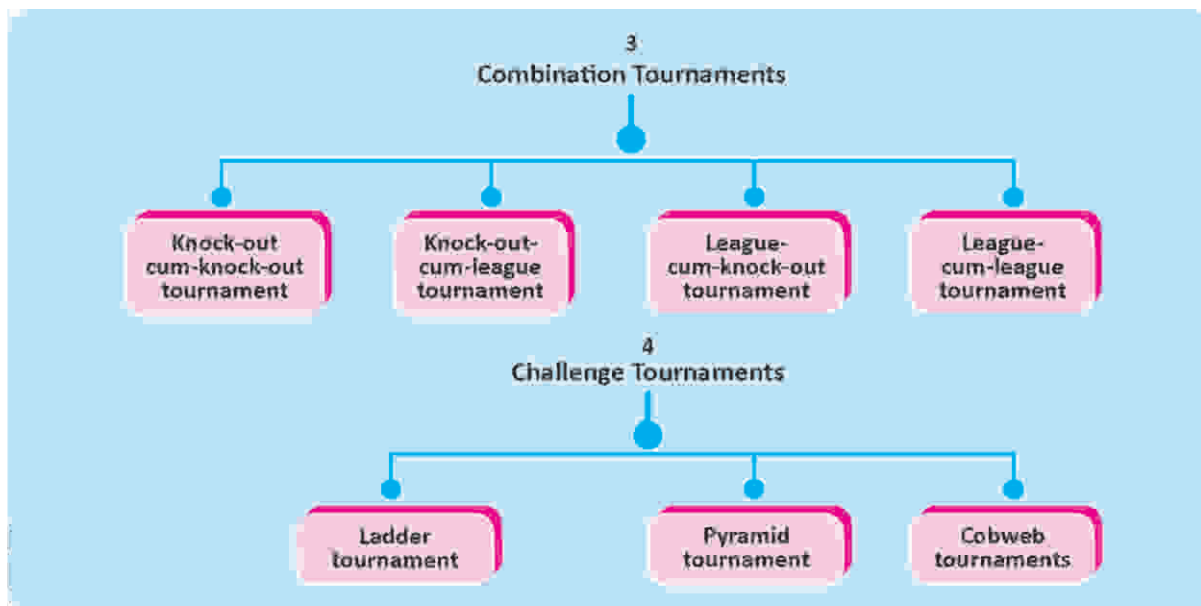 3
Combination Tournaments
Knock-out
cum-knock-out
tournament
Knock-out-
cum-league
tournament
League-
cum-knock-out
tournament
League-
cum-league
tournament
4
Challenge Tournaments
Ladder
tournament
Pyramid
tournament
Cobweb
tournaments